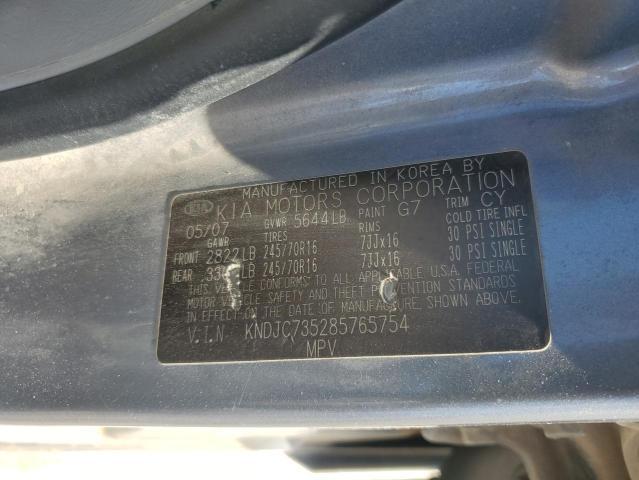 MANUFACTURED IN KOREA BY
KIA KIA MOTORS CORPORATION
05/07 GVWR 5644LB PAINT G7 TRIM CY
GAWR TIRES RIMS COLD TIRE INFL
FRONT 2822LB 245/70R16 7JJx16 30 PSI SINGLE
REAR LB 245/70R16 7JJx16 30 PSI SINGLE
THIS VEHICLE CONFORMS TO ALL APPLICABLE U.S.A. FEDERAL
MOTOR VEHICLE SAFETY AND THEFT PREVENTION STANDARDS
IN EFFECT ON THE DATE OF MANUFACTURE, SHOWN ABOVE.
V.I.N. KNDJC735285765754
MPV